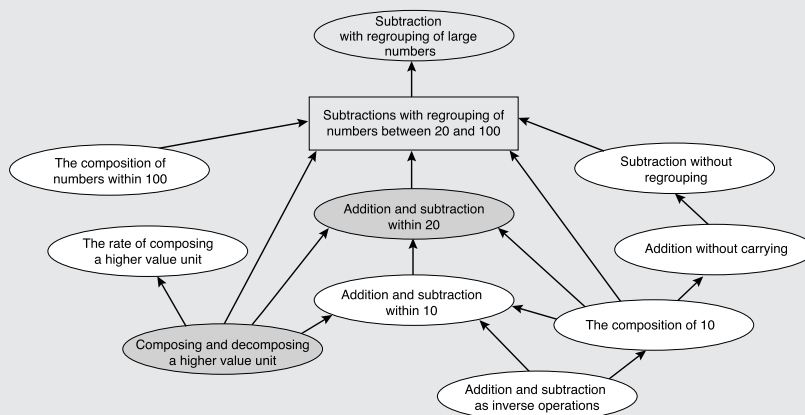 Subtraction
with regrouping of large
numbers
Subtractions with regrouping of
numbers between 20 and 100
The composition of
numbers within 100
Subtraction without
regrouping
Addition and subtraction
within 20
The rate of composing
a higher value unit
Addition without carrying
Addition and subtraction
within 10
The composition of 10
Composing and decomposing
a higher value unit
Addition and subtraction
as inverse operations